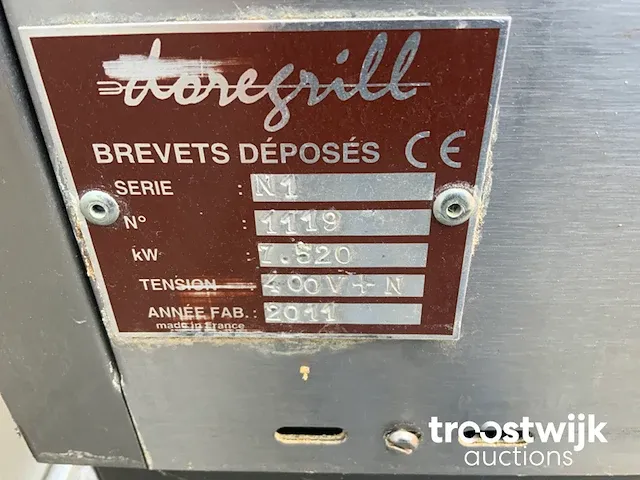 doregrill
BREVETS DÉPOSÉS CE
SERIE : N1
N° : 1119
kW : 7.520
TENSION : 400V+N
ANNÉE FAB. : 2011
made in France
troostwijk
auctions